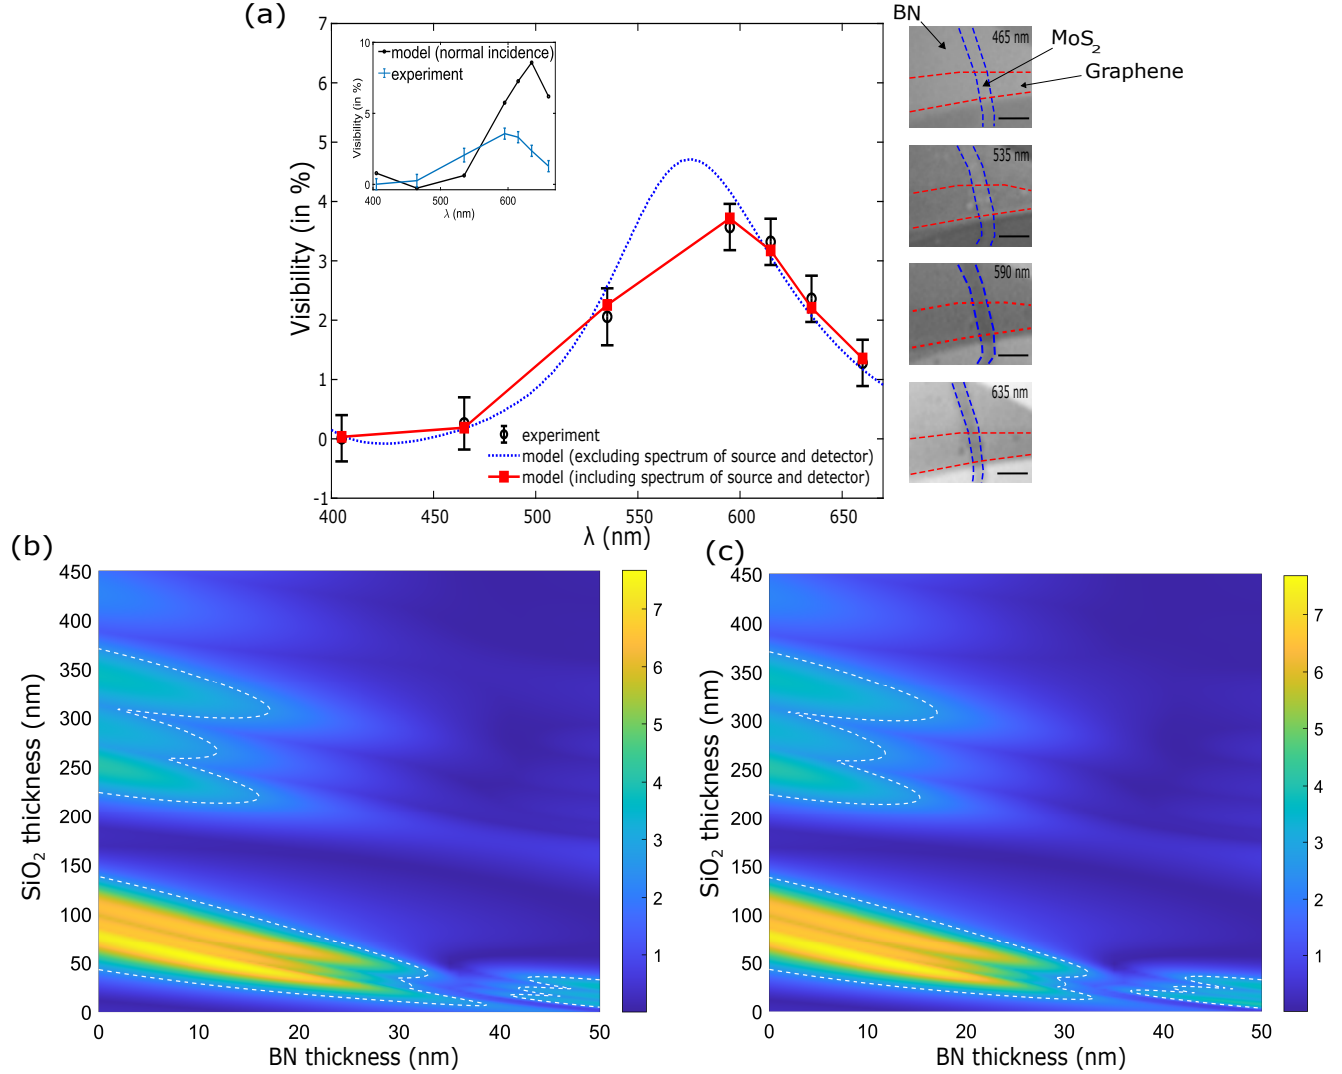 (a)
7
6
5
4
3
2
1
0
-1
Visibility (in %)
400
450
500
550
600
650
λ (nm)
experiment
model (excluding spectrum of source and detector)
model (including spectrum of source and detector)
10
5
0
Visibility (in %)
400
500
600
λ (nm)
model (normal incidence)
experiment
BN
465 nm
MoS2
Graphene
535 nm
590 nm
635 nm
(b)
450
400
350
300
250
200
150
100
50
0
SiO2 thickness (nm)
0
10
20
30
40
50
BN thickness (nm)
7
6
5
4
3
2
1
(c)
450
400
350
300
250
200
150
100
50
0
SiO2 thickness (nm)
0
10
20
30
40
50
BN thickness (nm)
7
6
5
4
3
2
1